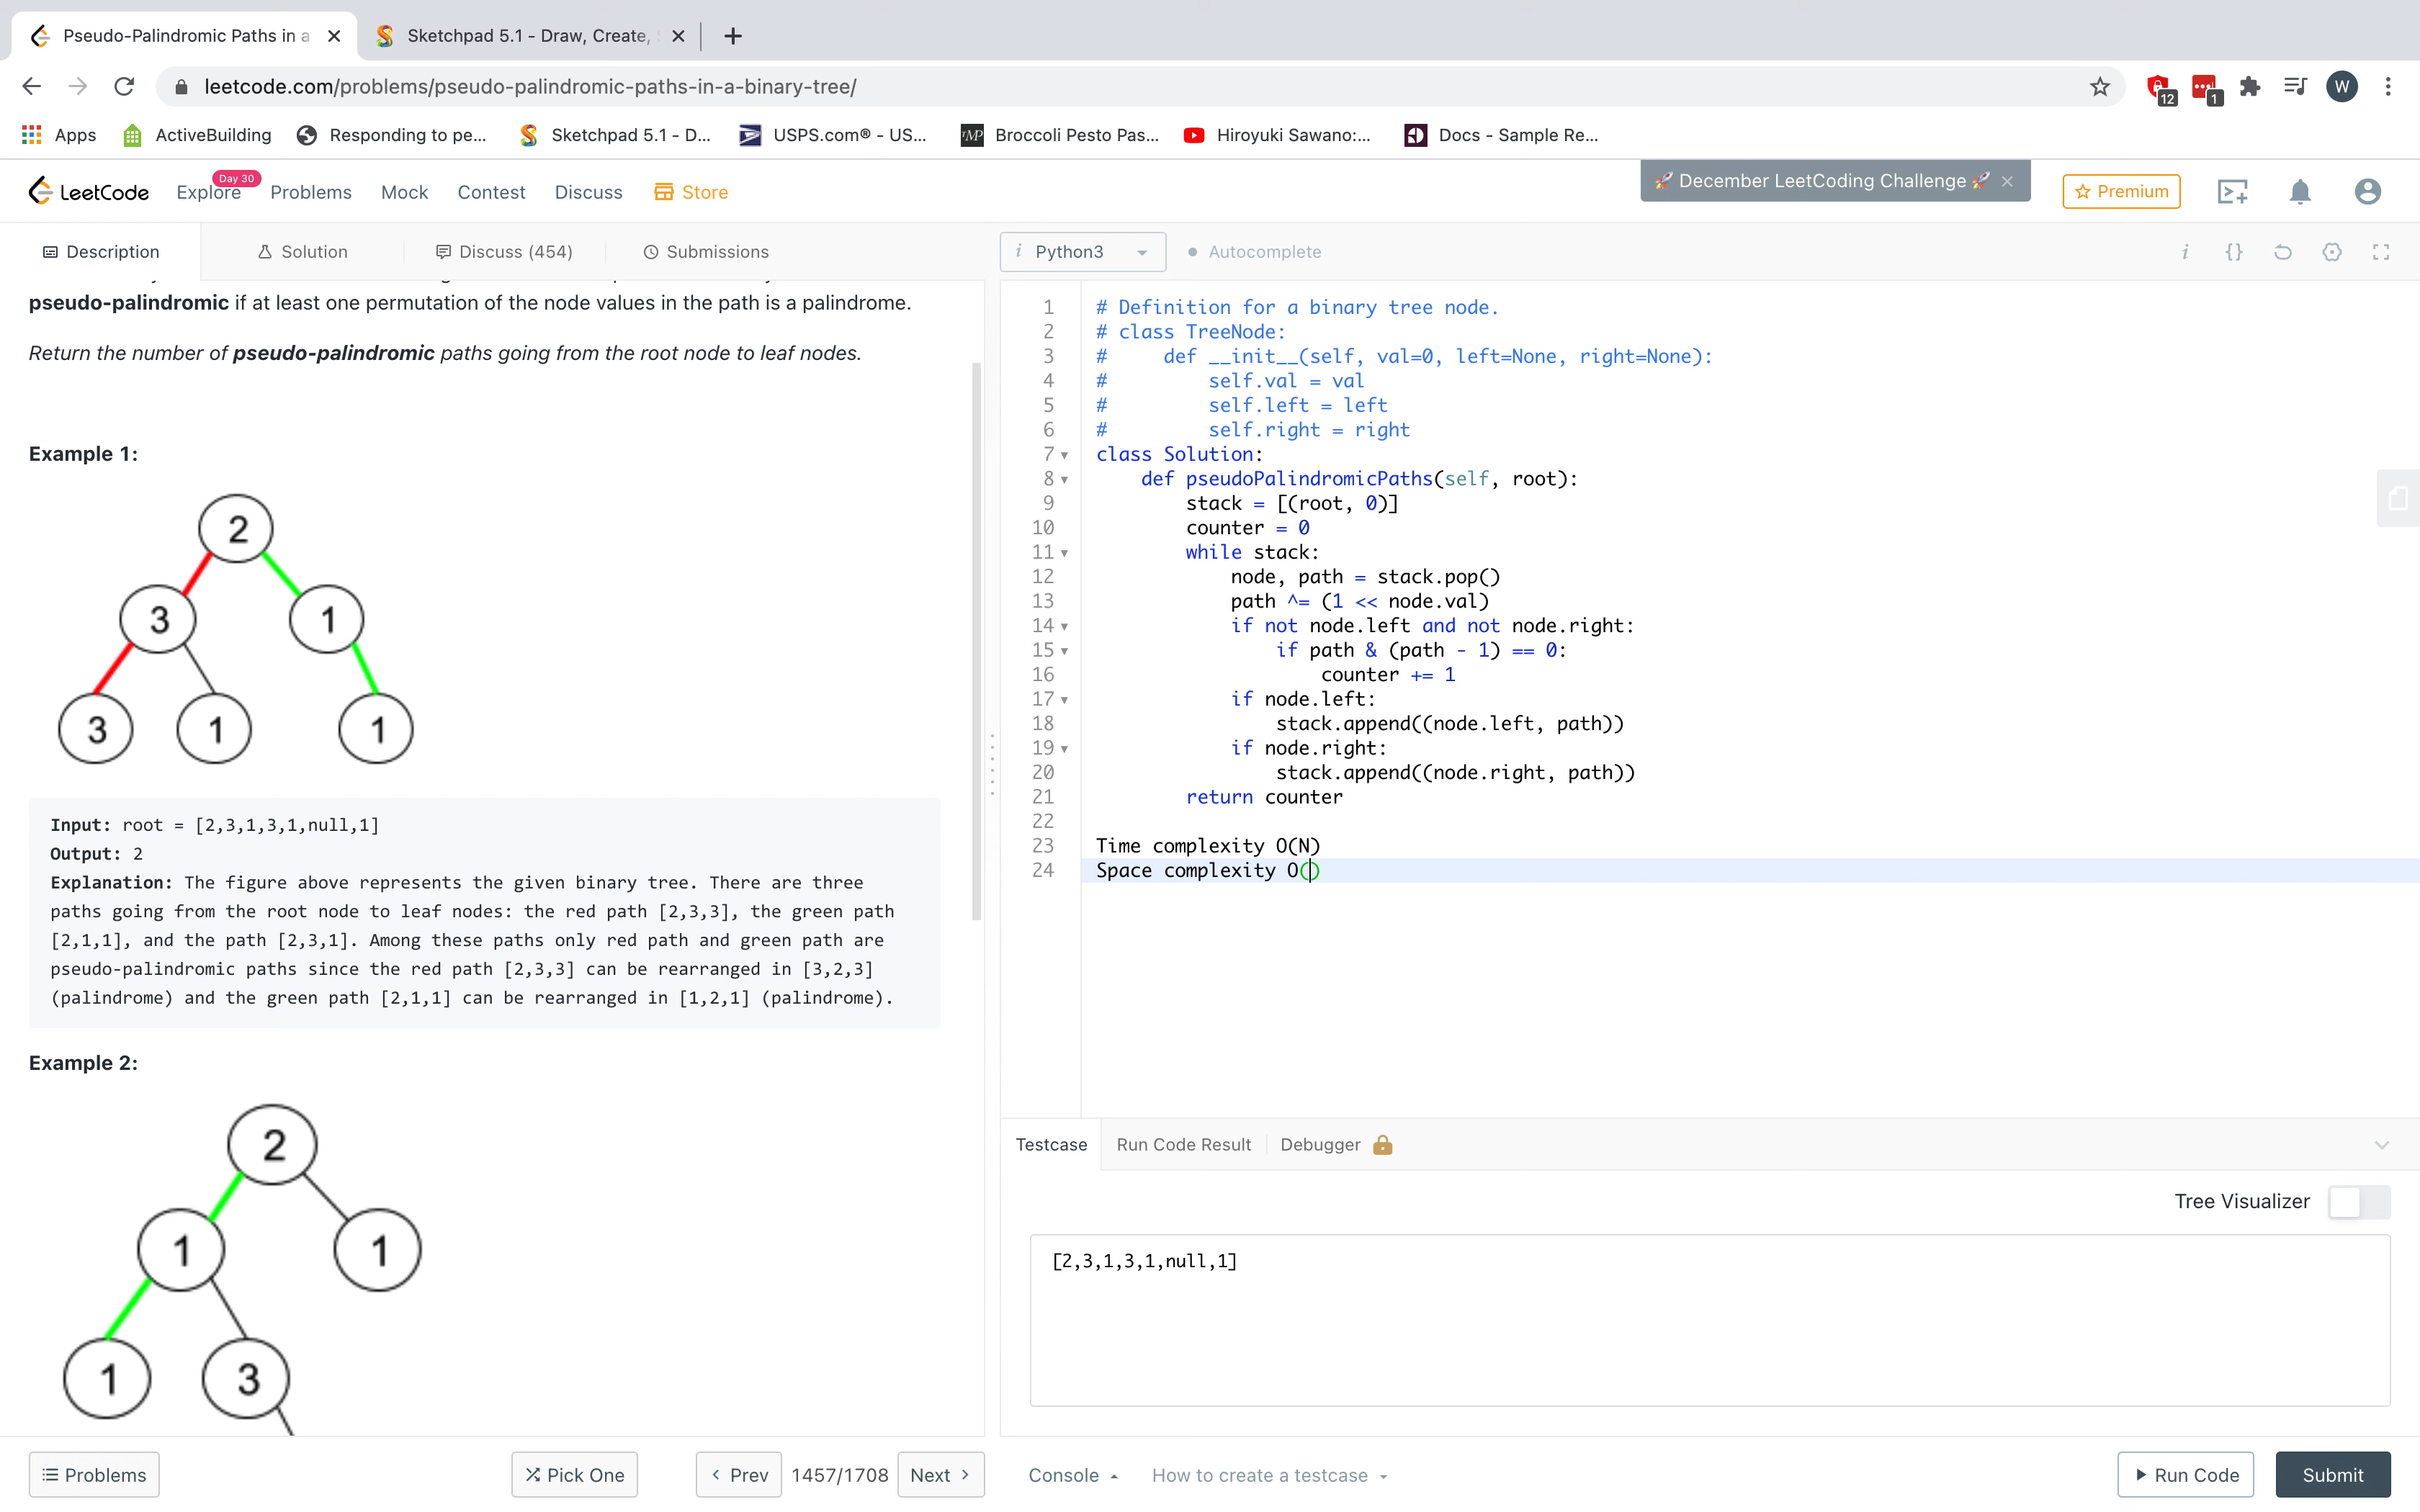 Pseudo-Palindromic Paths in a
Sketchpad 5.1 - Draw, Create,
leetcode.com/problems/pseudo-palindromic-paths-in-a-binary-tree/
12
1
W
Apps
ActiveBuilding
Responding to pe...
Sketchpad 5.1 - D...
USPS.com® - US...
TMP
Broccoli Pesto Pas...
Hiroyuki Sawano:...
Docs - Sample Re...
LeetCode
Explore
Day 30
Problems
Mock
Contest
Discuss
Store
🚀 December LeetCoding Challenge 🚀
Premium
Description
Solution
Discuss (454)
Submissions
pseudo-palindromic if at least one permutation of the node values in the path is a palindrome.
Return the number of pseudo-palindromic paths going from the root node to leaf nodes.
Example 1:
2
3 1
3 1 1
Input: root = [2,3,1,3,1,null,1]
Output: 2
Explanation: The figure above represents the given binary tree. There are three
paths going from the root node to leaf nodes: the red path [2,3,3], the green path
[2,1,1], and the path [2,3,1]. Among these paths only red path and green path are
pseudo-palindromic paths since the red path [2,3,3] can be rearranged in [3,2,3]
(palindrome) and the green path [2,1,1] can be rearranged in [1,2,1] (palindrome).
Example 2:
2
1 1
1 3
Problems
Pick One
Prev
1457/1708
Next
i Python3
Autocomplete
i {}
1 # Definition for a binary tree node.
2 # class TreeNode:
3 #     def __init__(self, val=0, left=None, right=None):
4 #         self.val = val
5 #         self.left = left
6 #         self.right = right
7 class Solution:
8     def pseudoPalindromicPaths(self, root):
9         stack = [(root, 0)]
10         counter = 0
11         while stack:
12             node, path = stack.pop()
13             path ^= (1 << node.val)
14             if not node.left and not node.right:
15                 if path & (path - 1) == 0:
16                     counter += 1
17             if node.left:
18                 stack.append((node.left, path))
19             if node.right:
20                 stack.append((node.right, path))
21         return counter
22
23 Time complexity O(N)
24 Space complexity O()
Testcase
Run Code Result
Debugger
Tree Visualizer
[2,3,1,3,1,null,1]
Console
How to create a testcase
Run Code
Submit